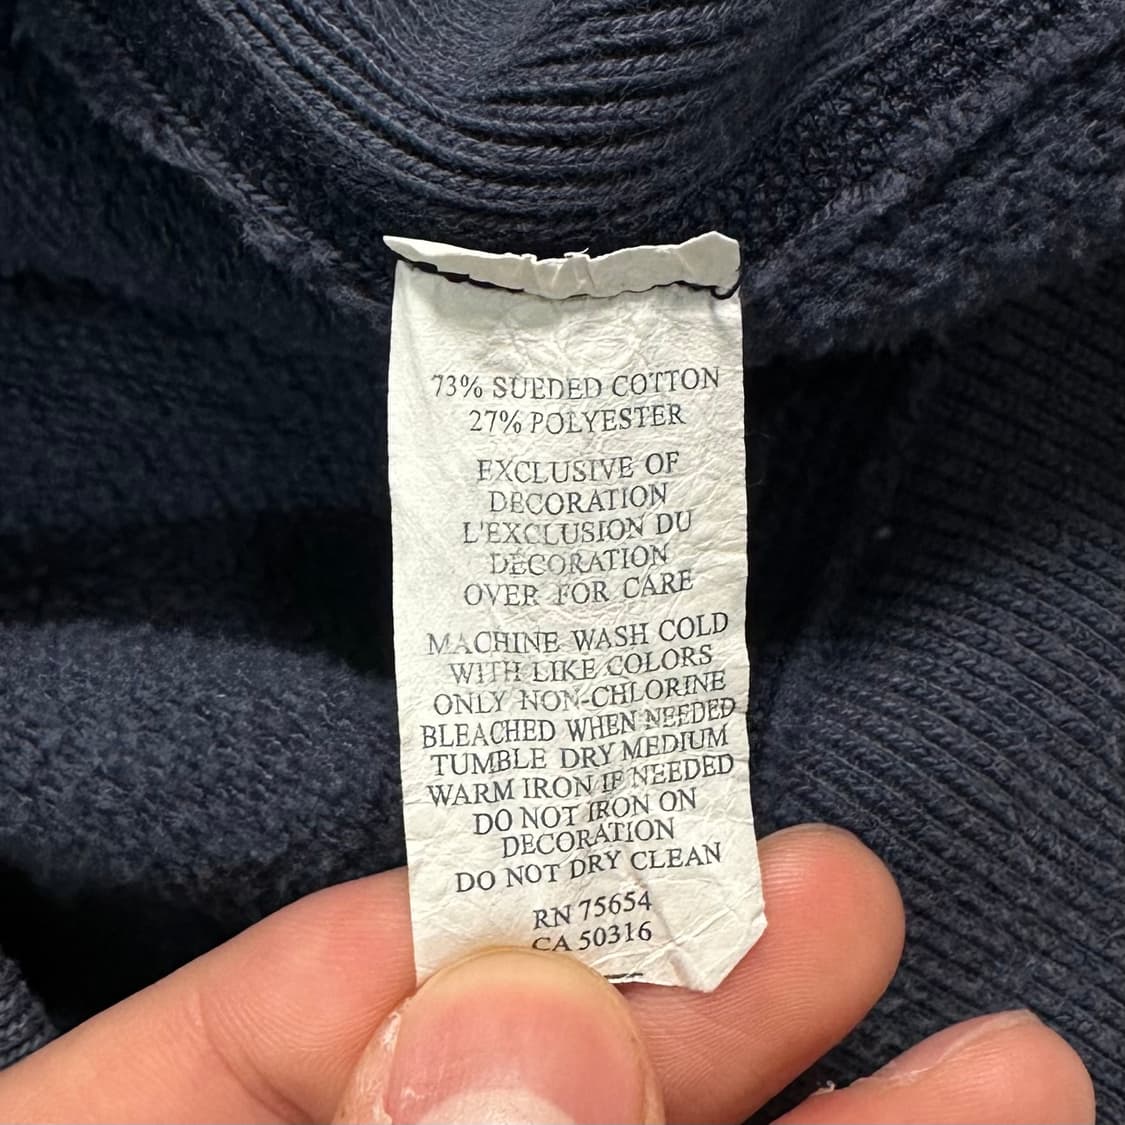 73% SUEDED COTTON
27% POLYESTER
EXCLUSIVE OF
DECORATION
L'EXCLUSION DU
DÉCORATION
OVER FOR CARE
MACHINE WASH COLD
WITH LIKE COLORS
ONLY NON-CHLORINE
BLEACHED WHEN NEEDED
TUMBLE DRY MEDIUM
WARM IRON IF NEEDED
DO NOT IRON ON
DECORATION
DO NOT DRY CLEAN
RN 75654
CA 50316